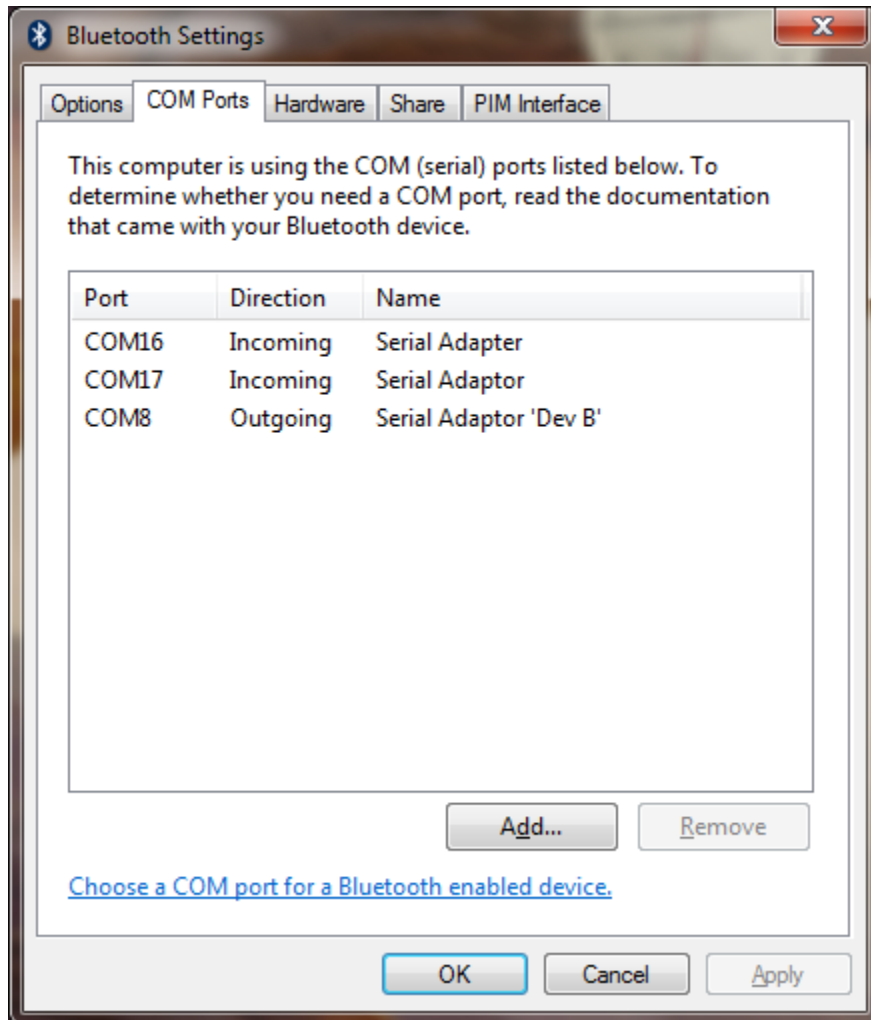 Bluetooth Settings
Options COM Ports Hardware Share PIM Interface
This computer is using the COM (serial) ports listed below. To
determine whether you need a COM port, read the documentation
that came with your Bluetooth device.
Port Direction Name
COM16 Incoming Serial Adapter
COM17 Incoming Serial Adaptor
COM8 Outgoing Serial Adaptor 'Dev B'
Add... Remove
Choose a COM port for a Bluetooth enabled device.
OK Cancel Apply